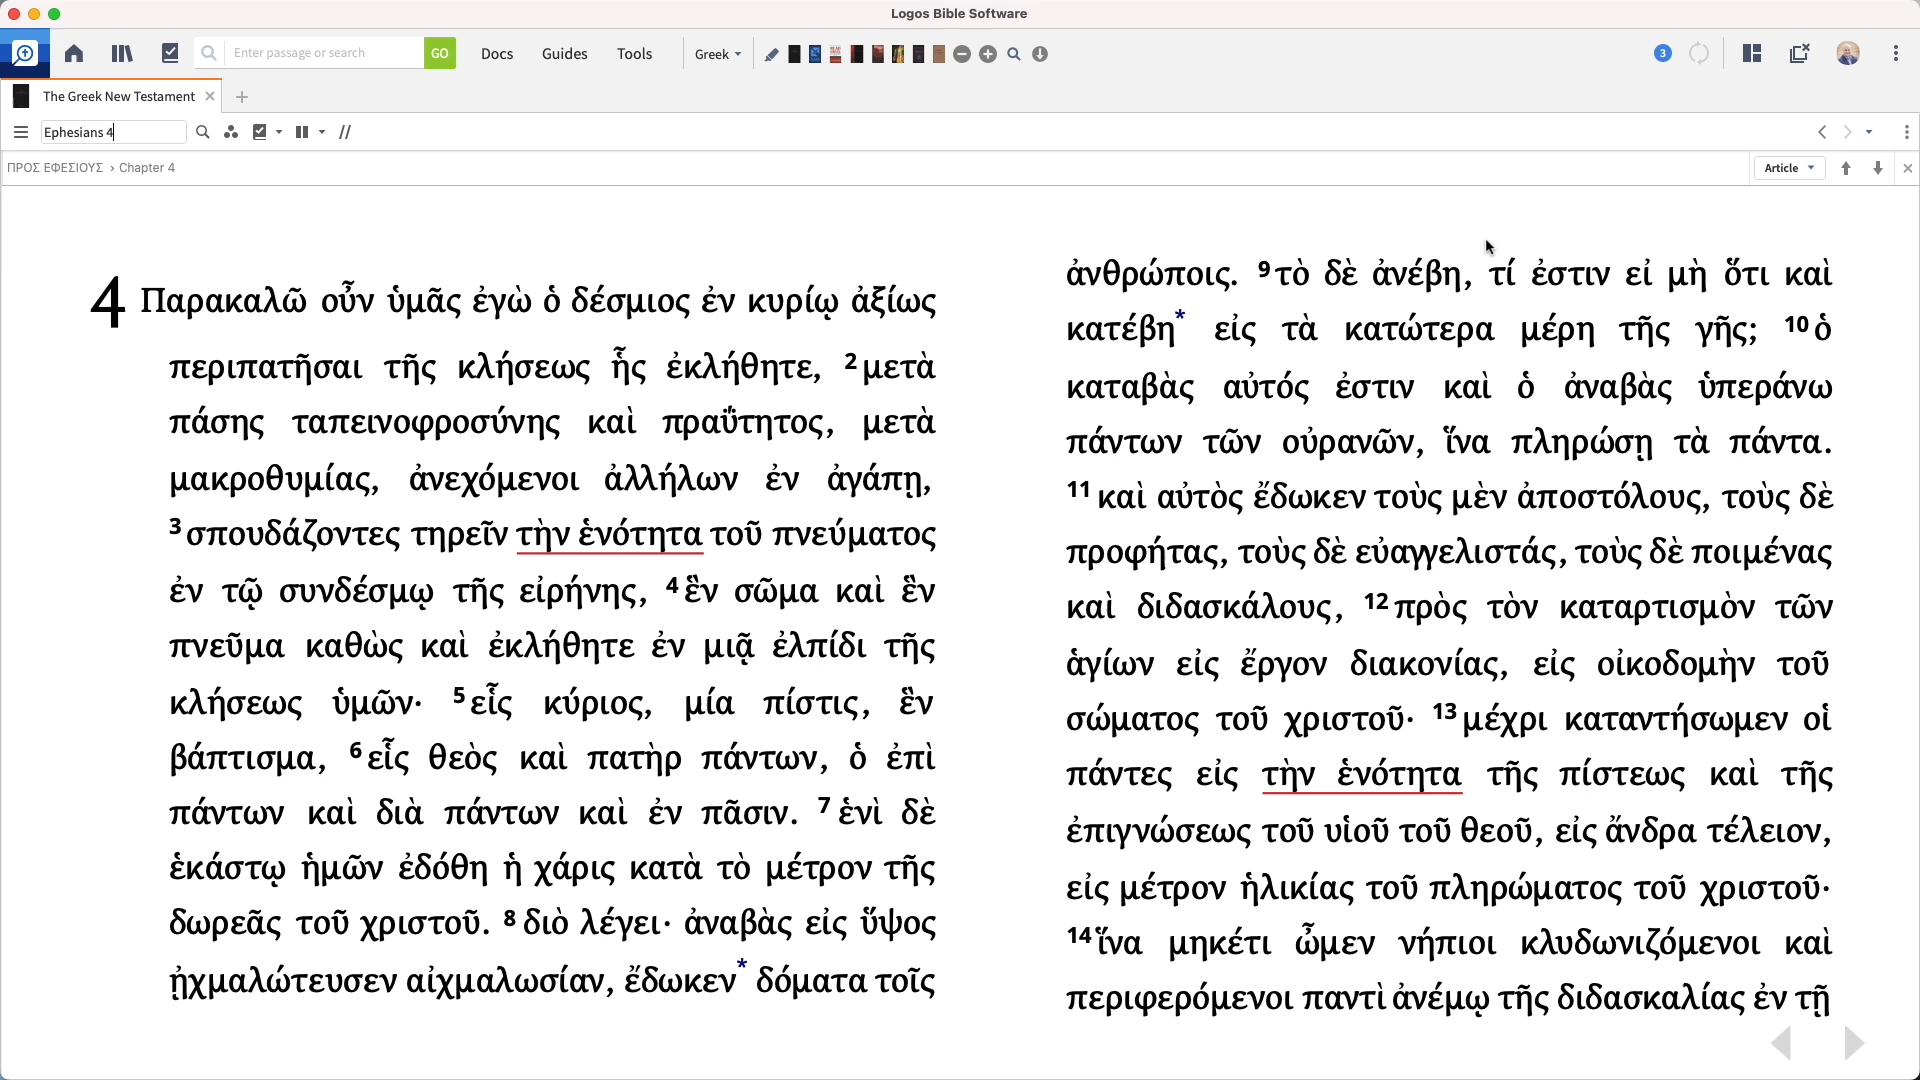 Logos Bible Software
Enter passage or search
GO
Docs
Guides
Tools
Greek
3
The Greek New Testament
Ephesians 4
ΠΡΟΣ ΕΦΕΣΙΟΥΣ › Chapter 4
Article
4 Παρακαλῶ οὖν ὑμᾶς ἐγὼ ὁ δέσμιος ἐν κυρίῳ ἀξίως
περιπατῆσαι τῆς κλήσεως ἧς ἐκλήθητε, 2 μετὰ
πάσης ταπεινοφροσύνης καὶ πραΰτητος, μετὰ
μακροθυμίας, ἀνεχόμενοι ἀλλήλων ἐν ἀγάπῃ,
3 σπουδάζοντες τηρεῖν τὴν ἑνότητα τοῦ πνεύματος
ἐν τῷ συνδέσμῳ τῆς εἰρήνης, 4 ἓν σῶμα καὶ ἓν
πνεῦμα καθὼς καὶ ἐκλήθητε ἐν μιᾷ ἐλπίδι τῆς
κλήσεως ὑμῶν· 5 εἷς κύριος, μία πίστις, ἓν
βάπτισμα, 6 εἷς θεὸς καὶ πατὴρ πάντων, ὁ ἐπὶ
πάντων καὶ διὰ πάντων καὶ ἐν πᾶσιν. 7 ἑνὶ δὲ
ἑκάστῳ ἡμῶν ἐδόθη ἡ χάρις κατὰ τὸ μέτρον τῆς
δωρεᾶς τοῦ χριστοῦ. 8 διὸ λέγει· ἀναβὰς εἰς ὕψος
ᾐχμαλώτευσεν αἰχμαλωσίαν, ἔδωκεν* δόματα τοῖς
ἀνθρώποις. 9 τὸ δὲ ἀνέβη, τί ἐστιν εἰ μὴ ὅτι καὶ
κατέβη* εἰς τὰ κατώτερα μέρη τῆς γῆς; 10 ὁ
καταβὰς αὐτός ἐστιν καὶ ὁ ἀναβὰς ὑπεράνω
πάντων τῶν οὐρανῶν, ἵνα πληρώσῃ τὰ πάντα.
11 καὶ αὐτὸς ἔδωκεν τοὺς μὲν ἀποστόλους, τοὺς δὲ
προφήτας, τοὺς δὲ εὐαγγελιστάς, τοὺς δὲ ποιμένας
καὶ διδασκάλους, 12 πρὸς τὸν καταρτισμὸν τῶν
ἁγίων εἰς ἔργον διακονίας, εἰς οἰκοδομὴν τοῦ
σώματος τοῦ χριστοῦ· 13 μέχρι καταντήσωμεν οἱ
πάντες εἰς τὴν ἑνότητα τῆς πίστεως καὶ τῆς
ἐπιγνώσεως τοῦ υἱοῦ τοῦ θεοῦ, εἰς ἄνδρα τέλειον,
εἰς μέτρον ἡλικίας τοῦ πληρώματος τοῦ χριστοῦ·
14 ἵνα μηκέτι ὦμεν νήπιοι κλυδωνιζόμενοι καὶ
περιφερόμενοι παντὶ ἀνέμῳ τῆς διδασκαλίας ἐν τῇ